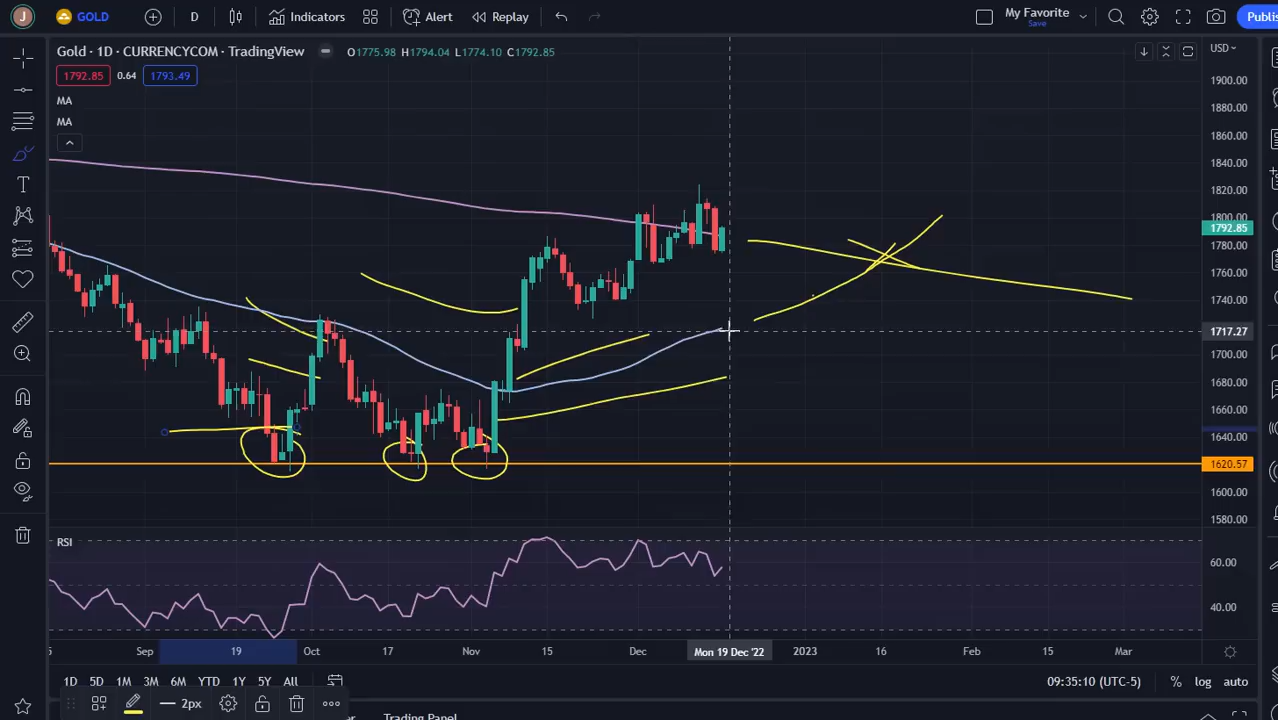 J GOLD D Indicators Alert Replay My Favorite Save Publis
Gold · 1D · CURRENCYCOM · TradingView O1775.98 H1794.04 L1774.10 C1792.85 USD
1792.85 0.64 1793.49
MA
MA
1900.00
1880.00
1860.00
1840.00
1820.00
1800.00
1792.85
1780.00
1760.00
1740.00
1717.27
1700.00
1680.00
1660.00
1640.00
1620.57
1600.00
1580.00
RSI
60.00
40.00
5 Sep 19 Oct 17 Nov 15 Dec Mon 19 Dec '22 2023 16 Feb 15 Mar
1D 5D 1M 3M 6M YTD 1Y 5Y All 09:35:10 (UTC-5) % log auto
2px
Trading Panel